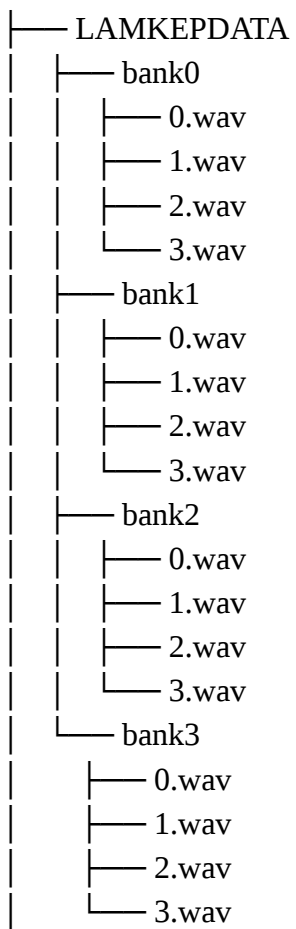 ├── LAMKEPDATA
│   ├── bank0
│   │   ├── 0.wav
│   │   ├── 1.wav
│   │   ├── 2.wav
│   │   └── 3.wav
│   ├── bank1
│   │   ├── 0.wav
│   │   ├── 1.wav
│   │   ├── 2.wav
│   │   └── 3.wav
│   ├── bank2
│   │   ├── 0.wav
│   │   ├── 1.wav
│   │   ├── 2.wav
│   │   └── 3.wav
│   └── bank3
│       ├── 0.wav
│       ├── 1.wav
│       ├── 2.wav
│       └── 3.wav